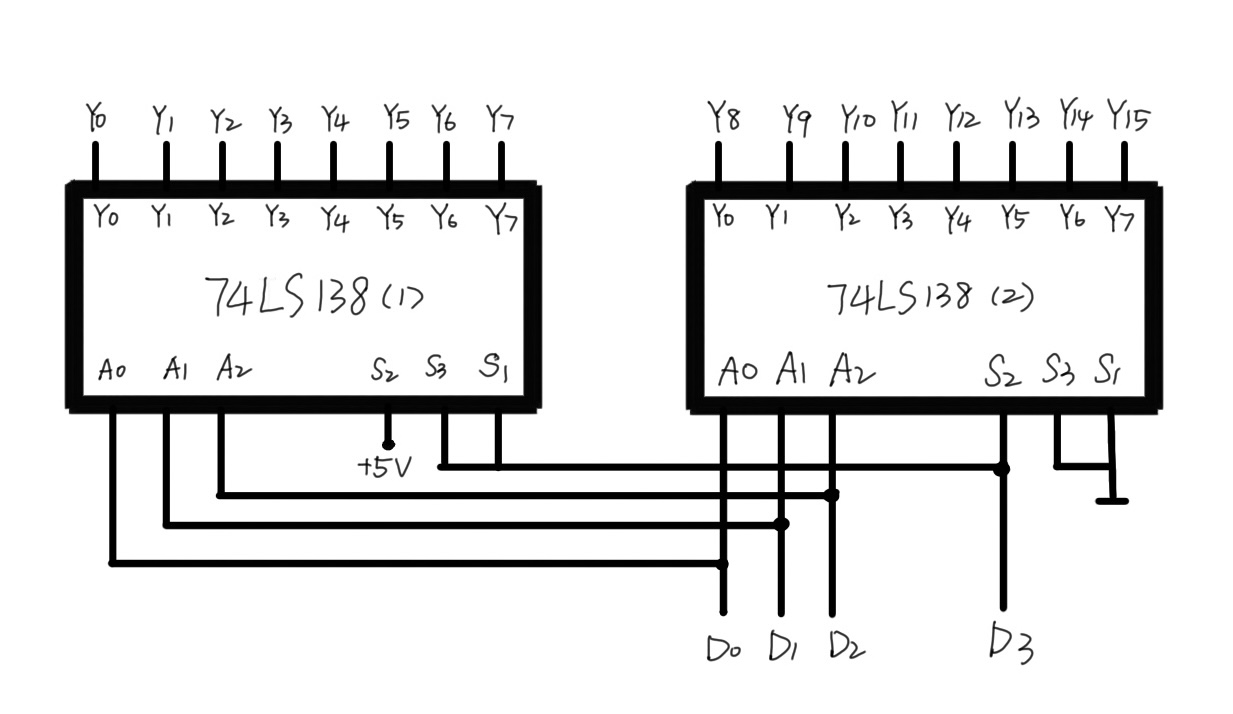 Y0 Y1 Y2 Y3 Y4 Y5 Y6 Y7 Y8 Y9 Y10 Y11 Y12 Y13 Y14 Y15
Y0 Y1 Y2 Y3 Y4 Y5 Y6 Y7 Y0 Y1 Y2 Y3 Y4 Y5 Y6 Y7
74LS138(1) 74LS138(2)
A0 A1 A2 S2 S3 S1 A0 A1 A2 S2 S3 S1
+5V
D0 D1 D2 D3